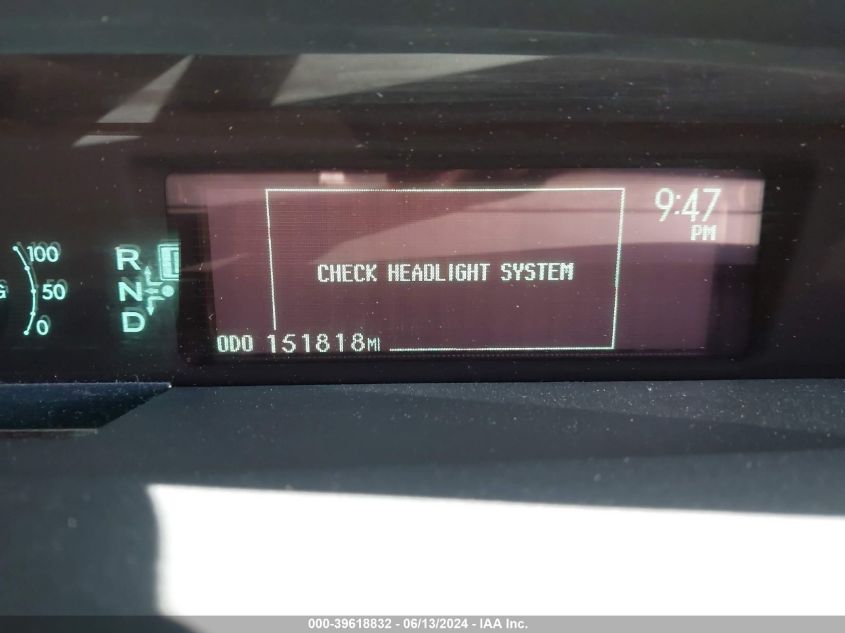 9:47
PM
100
50
0
R
N
D
CHECK HEADLIGHT SYSTEM
ODO 151818MI
000-39618832 - 06/13/2024 - IAA Inc.